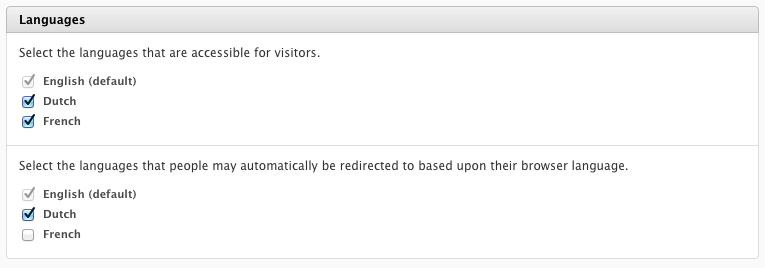 Languages
Select the languages that are accessible for visitors.
English (default)
Dutch
French
Select the languages that people may automatically be redirected to based upon their browser language.
English (default)
Dutch
French